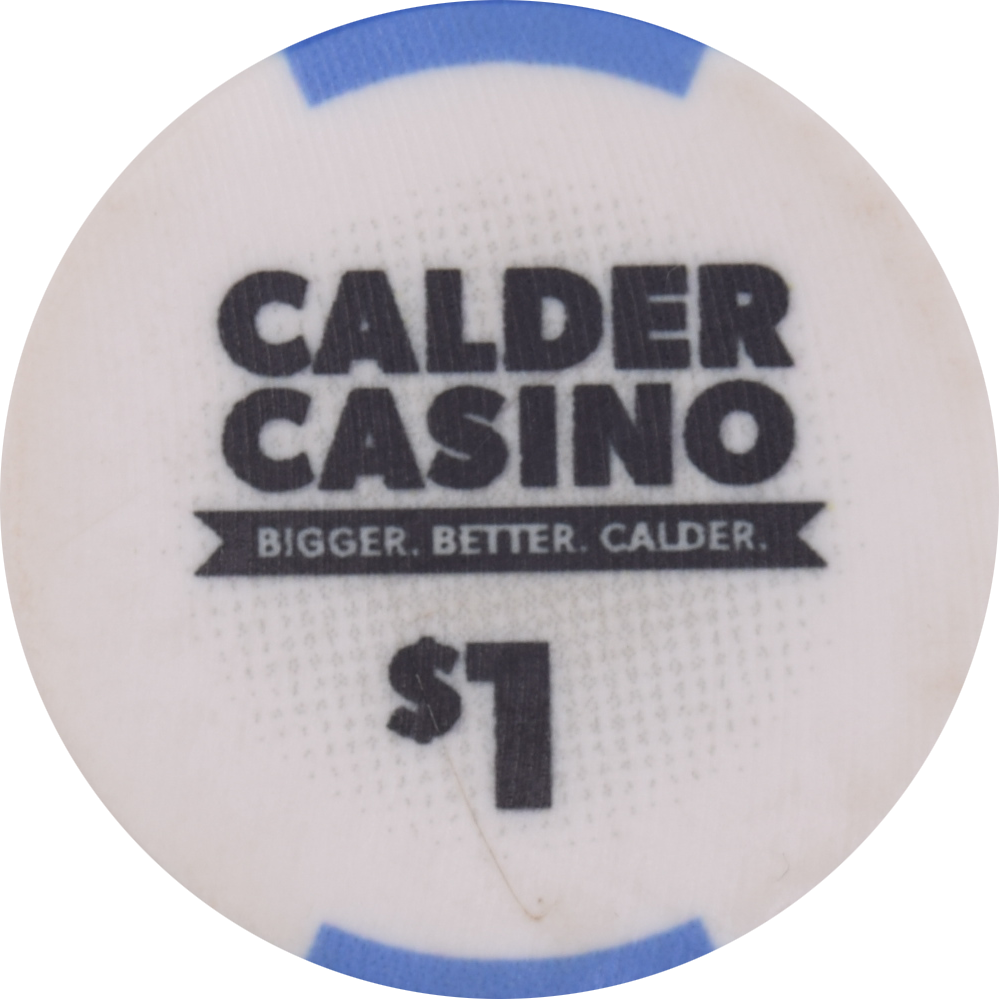 CALDER
CASINO
BIGGER. BETTER. CALDER.
$1